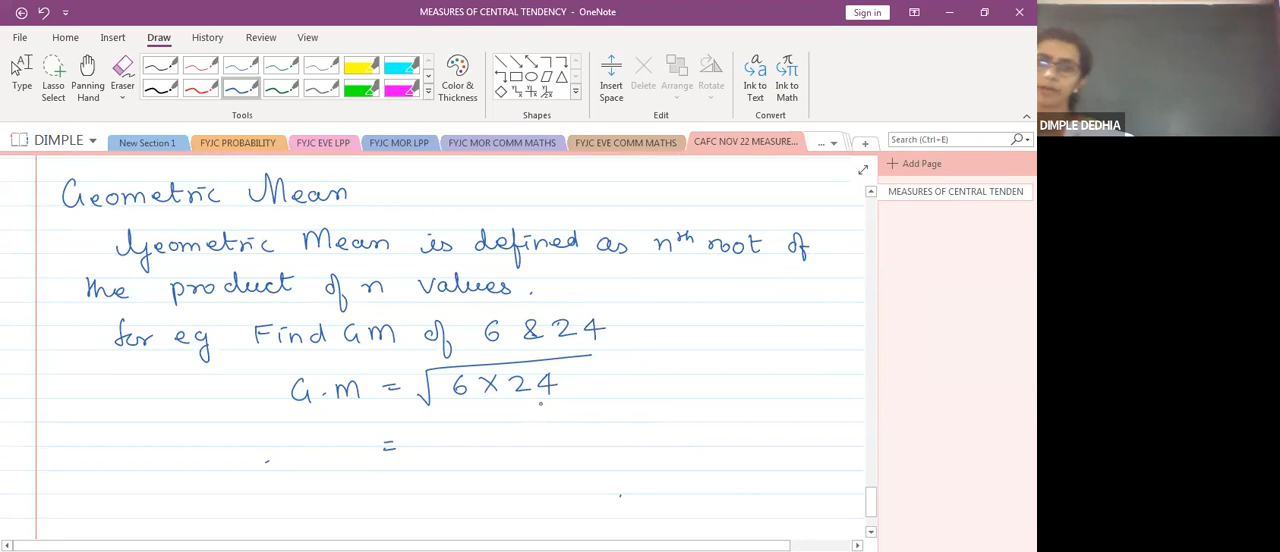 MEASURES OF CENTRAL TENDENCY - OneNote
Sign in
File Home Insert Draw History Review View
Type
Lasso Select
Panning Hand
Eraser
Color & Thickness
Insert Space
Delete
Arrange
Rotate
Ink to Text
Ink to Math
Tools
Shapes
Edit
Convert
DIMPLE DEDHIA
DIMPLE
New Section 1
FYJC PROBABILITY
FYJC EVE LPP
FYJC MOR LPP
FYJC MOR COMM MATHS
FYJC EVE COMM MATHS
CAFC NOV 22 MEASURE...
...
Search (Ctrl+E)
Add Page
MEASURES OF CENTRAL TENDEN
Geometric Mean
Geometric Mean is defined as nth root of
the product of n values.
for eg Find GM of 6 & 24
G.M = √6 × 24
=